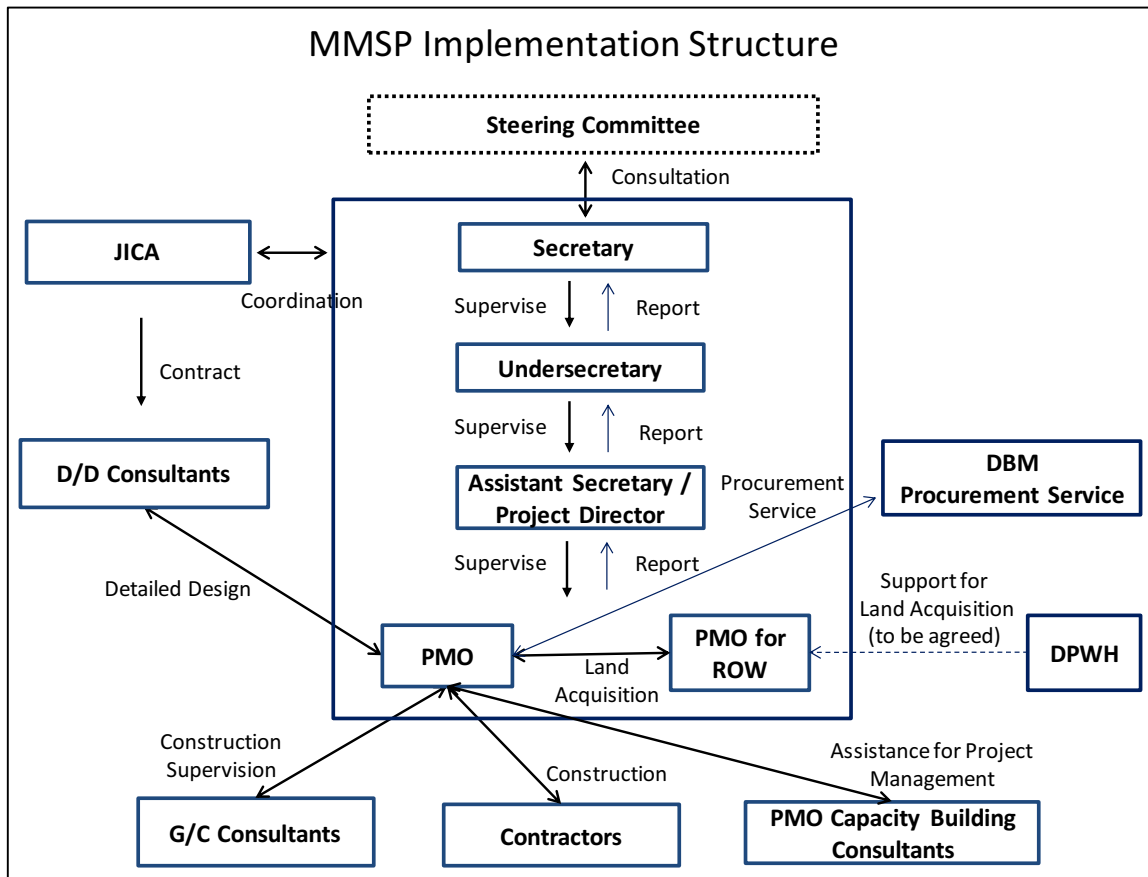 MMSP Implementation Structure
Steering Committee
Consultation
JICA
Secretary
Coordination
Supervise
Report
Contract
Undersecretary
Supervise
Report
D/D Consultants
Assistant Secretary /
Project Director
Procurement
Service
DBM
Procurement Service
Detailed Design
Supervise
Report
Support for
Land Acquisition
(to be agreed)
PMO
Land
Acquisition
PMO for
ROW
DPWH
Construction
Supervision
Construction
Assistance for Project
Management
G/C Consultants
Contractors
PMO Capacity Building
Consultants